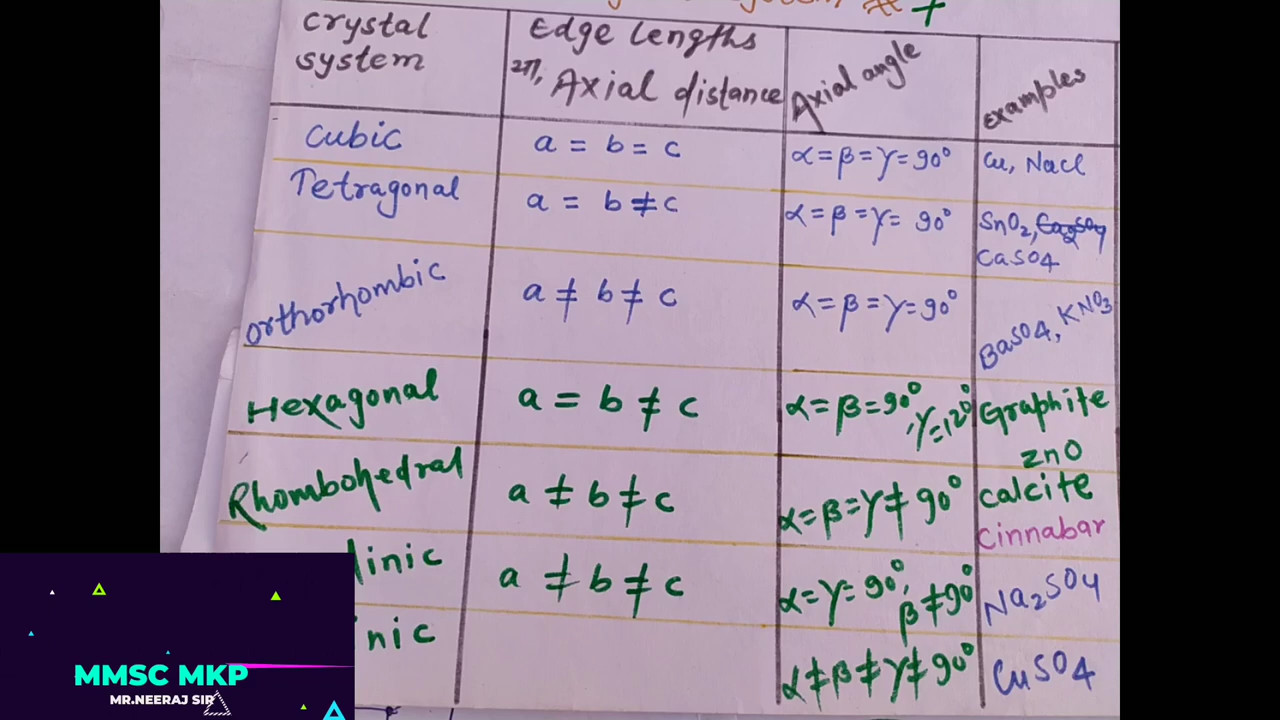 crystal system
Edge lengths
या, Axial distance
Axial angle
examples
cubic
a = b = c
α = β = γ = 90°
Cu, Nacl
Tetragonal
a = b ≠ c
α = β = γ = 90°
SnO2,
CaSO4
orthorhombic
a ≠ b ≠ c
α = β = γ = 90°
BaSO4, KNO3
Hexagonal
a = b ≠ c
α = β = 90°, γ = 120°
Graphite
ZnO
Rhombohedral
a ≠ b ≠ c
α = β = γ ≠ 90°
calcite
cinnabar
linic
a ≠ b ≠ c
α = γ = 90°,
β ≠ 90°
Na2SO4
nic
α ≠ β ≠ γ ≠ 90°
CuSO4
MMSC MKP
MR.NEERAJ SIR